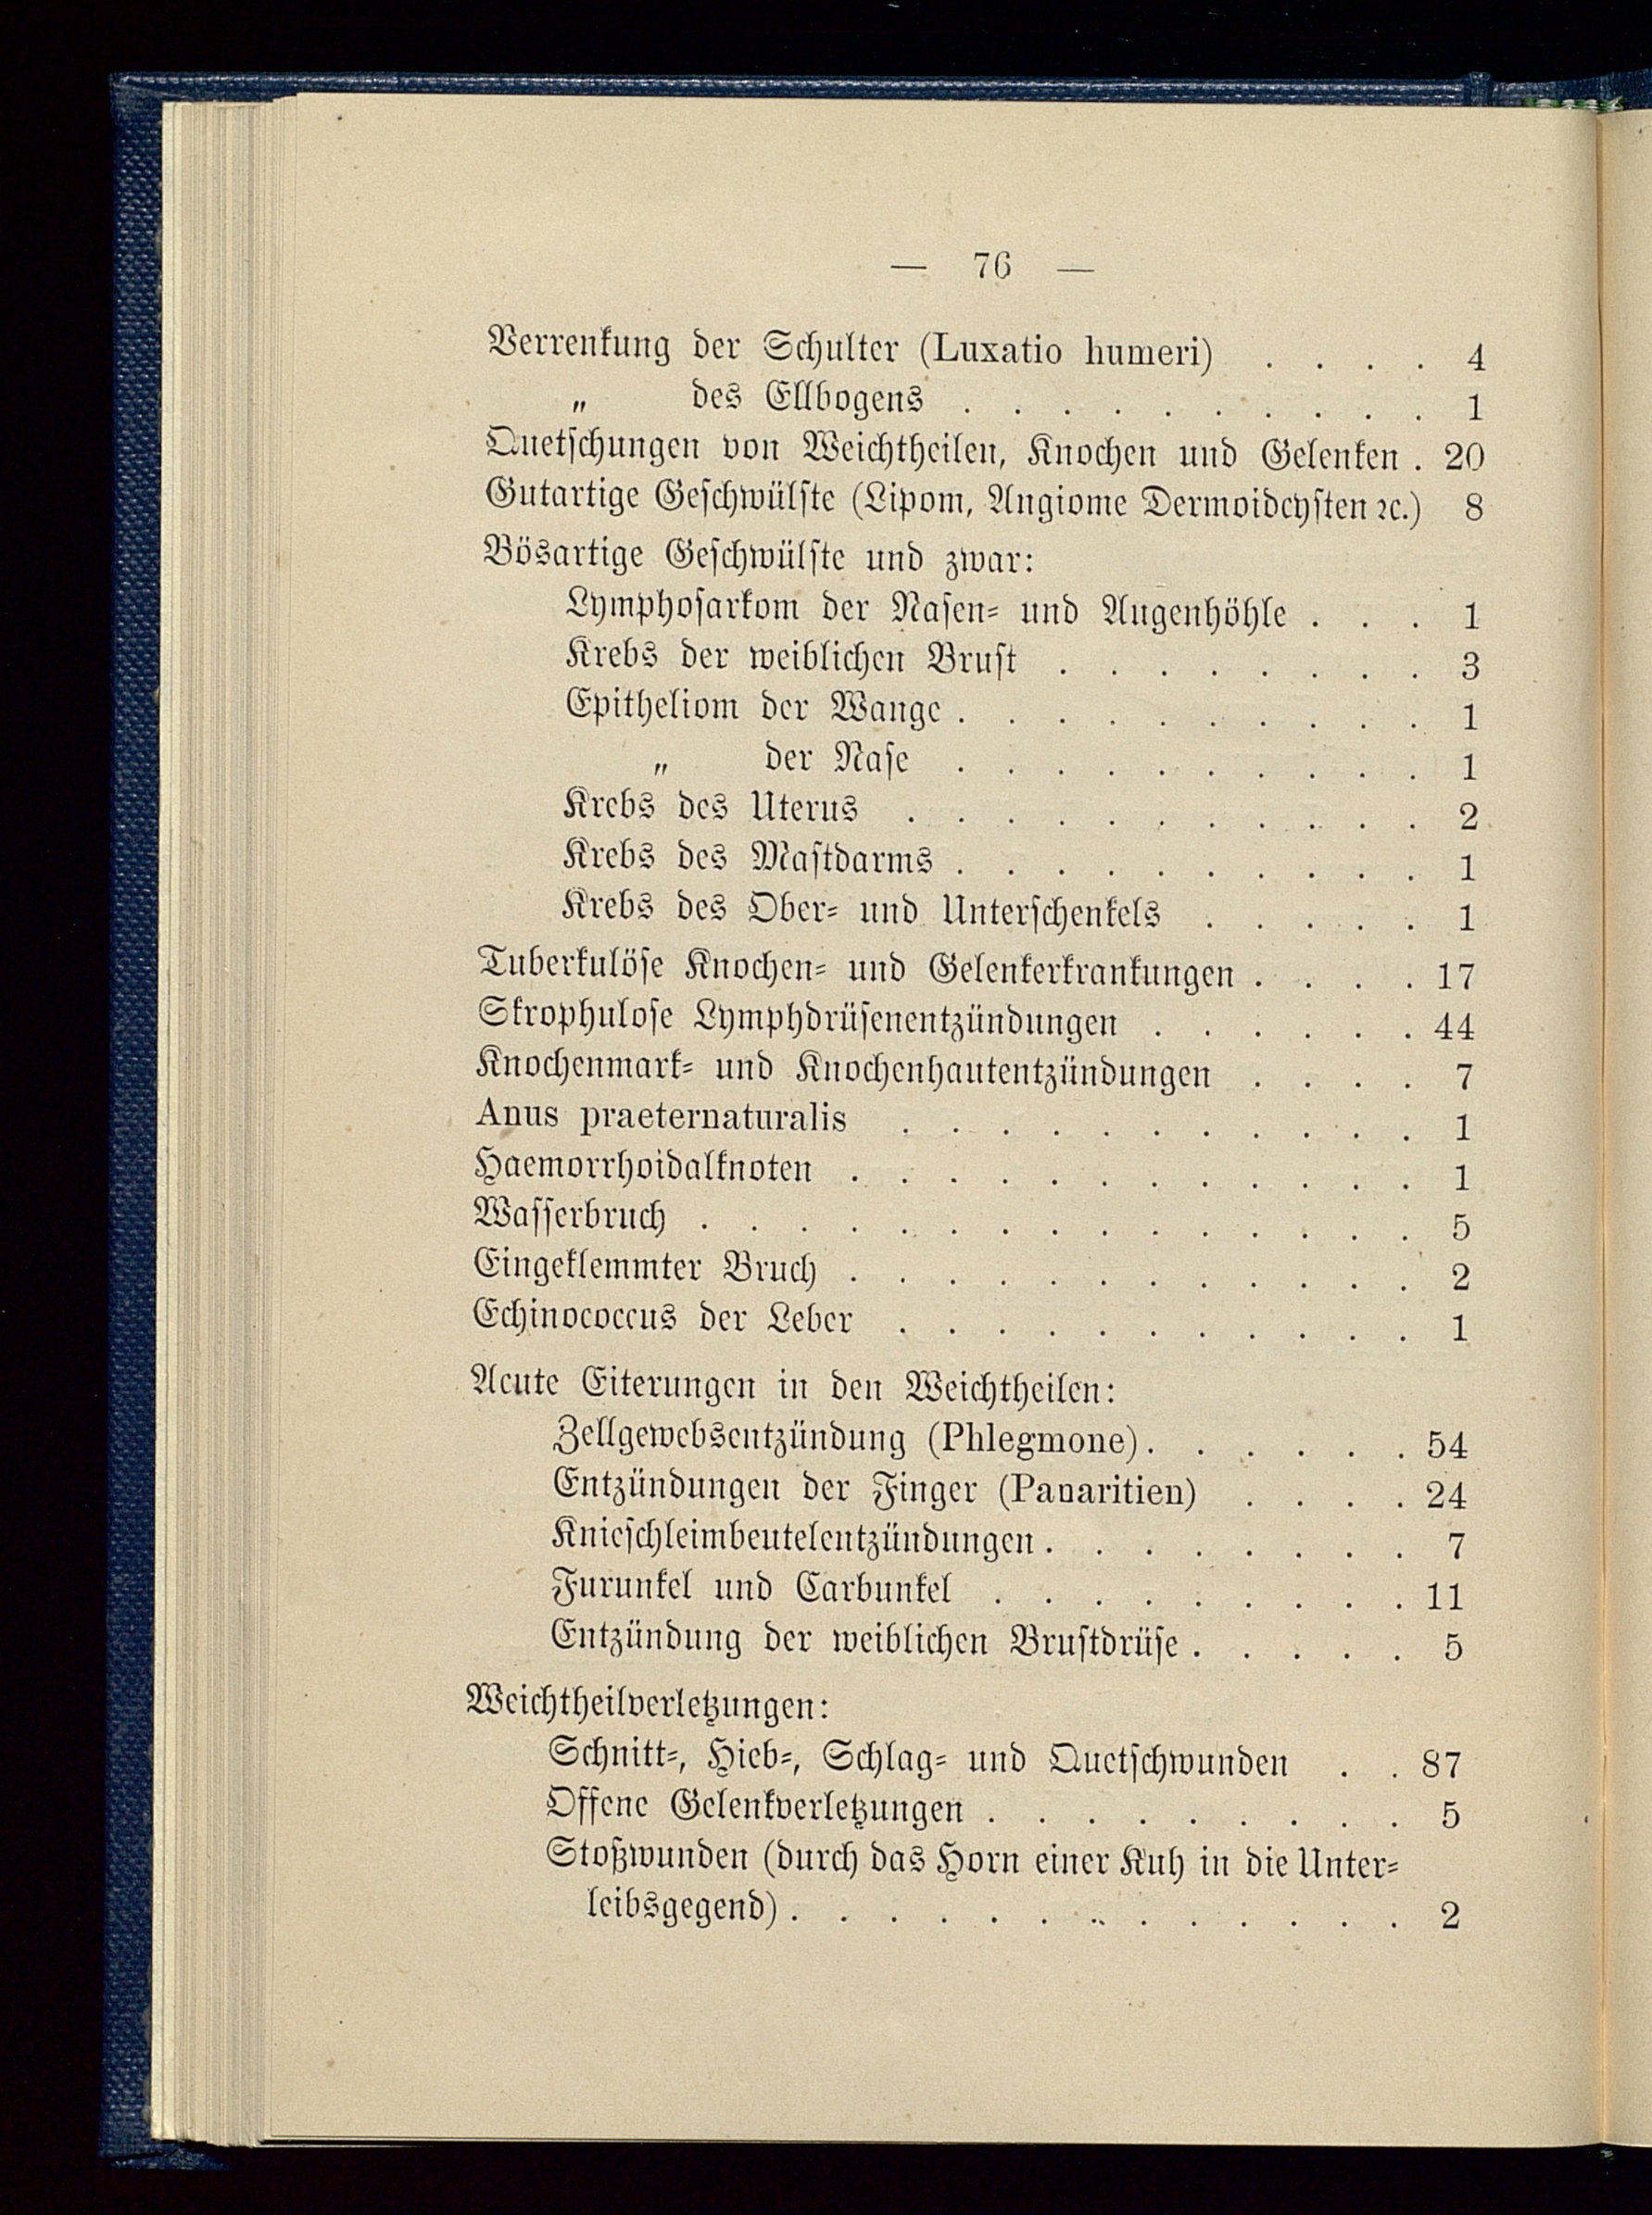 — 76 —
Verrenkung der Schulter (Luxatio humeri) . . . . 4
„ des Ellbogens . . . . . . . . . . 1
Quetschungen von Weichtheilen, Knochen und Gelenken . 20
Gutartige Geschwülste (Lipom, Angiome Dermoidcysten ꝛc.) 8
Bösartige Geschwülste und zwar:
Lymphosarkom der Nasen- und Augenhöhle . . . 1
Krebs der weiblichen Brust . . . . . . . . 3
Epitheliom der Wange . . . . . . . . . . 1
„ der Nase . . . . . . . . . . 1
Krebs des Uterus . . . . . . . . . . . 2
Krebs des Mastdarms . . . . . . . . . . 1
Krebs des Ober- und Unterschenkels . . . . . 1
Tuberkulöse Knochen- und Gelenkerkrankungen . . . . 17
Skrophulose Lymphdrüsenentzündungen . . . . . . 44
Knochenmark- und Knochenhautentzündungen . . . . 7
Anus praeternaturalis . . . . . . . . . . . 1
Haemorrhoidalknoten . . . . . . . . . . . . 1
Wasserbruch . . . . . . . . . . . . . . . 5
Eingeklemmter Bruch . . . . . . . . . . . . 2
Echinococcus der Leber . . . . . . . . . . . 1
Acute Eiterungen in den Weichtheilen:
Zellgewebsentzündung (Phlegmone) . . . . . . 54
Entzündungen der Finger (Panaritien) . . . . 24
Knieschleimbeutelentzündungen . . . . . . . . 7
Furunkel und Carbunkel . . . . . . . . . 11
Entzündung der weiblichen Brustdrüse . . . . . 5
Weichtheilverletzungen:
Schnitt-, Hieb-, Schlag- und Quetschwunden . . 87
Offene Gelenkverletzungen . . . . . . . . . 5
Stoßwunden (durch das Horn einer Kuh in die Unter-
leibsgegend) . . . . . . . . . . . . . 2